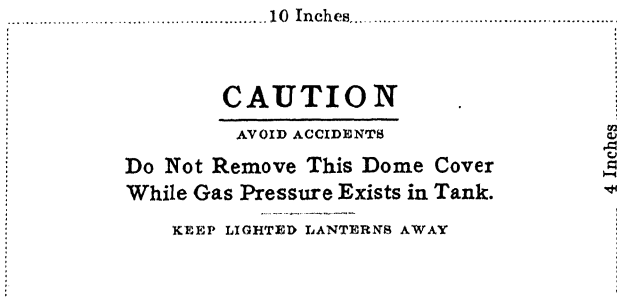 10 Inches
CAUTION
AVOID ACCIDENTS
Do Not Remove This Dome Cover
While Gas Pressure Exists in Tank.
KEEP LIGHTED LANTERNS AWAY
4 Inches